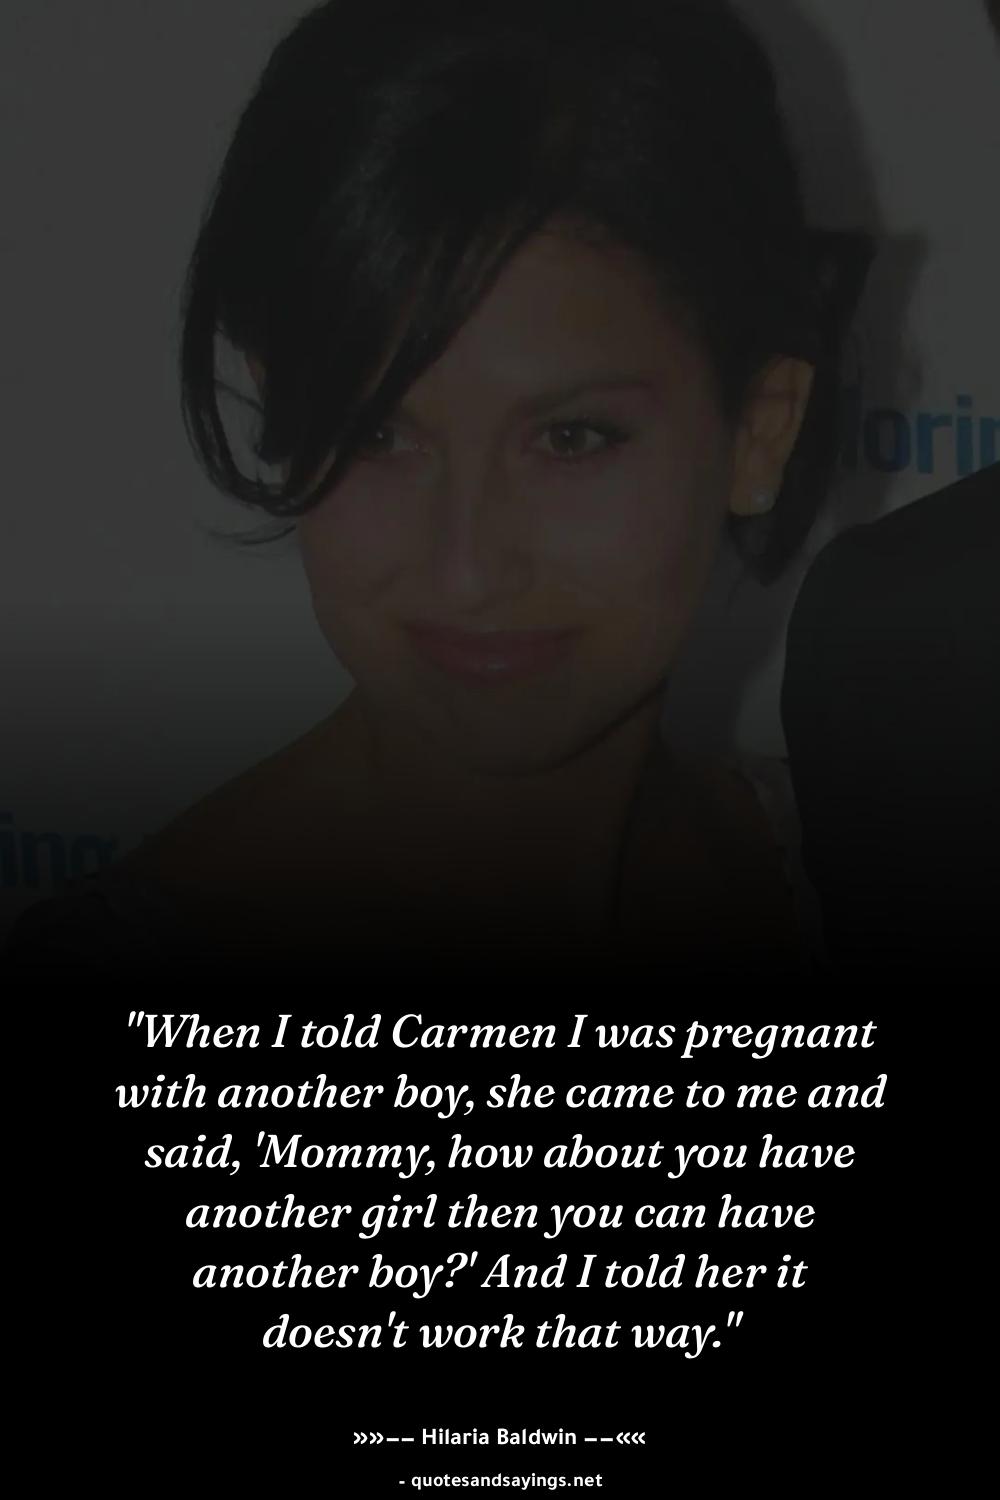 lorin
ing
"When I told Carmen I was pregnant
with another boy, she came to me and
said, 'Mommy, how about you have
another girl then you can have
another boy?' And I told her it
doesn't work that way."
»»–– Hilaria Baldwin ––««
- quotesandsayings.net